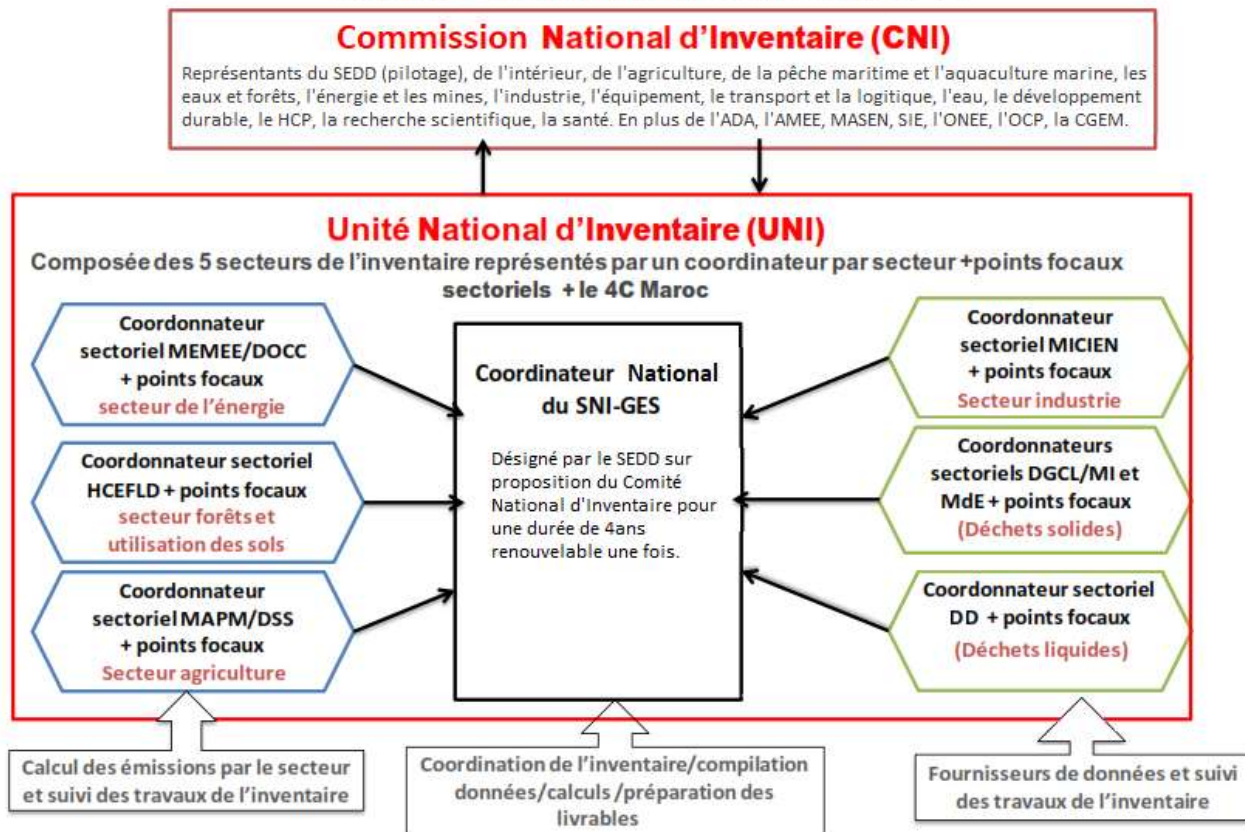 Commission National d'Inventaire (CNI)
Représentants du SEDD (pilotage), de l'intérieur, de l'agriculture, de la pêche maritime et l'aquaculture marine, les
eaux et forêts, l'énergie et les mines, l'industrie, l'équipement, le transport et la logitique, l'eau, le développement
durable, le HCP, la recherche scientifique, la santé. En plus de l'ADA, l'AMEE, MASEN, SIE, l'ONEE, l'OCP, la CGEM.
Unité National d'Inventaire (UNI)
Composée des 5 secteurs de l'inventaire représentés par un coordinateur par secteur +points focaux
sectoriels + le 4C Maroc
Coordonnateur
sectoriel MEMEE/DOCC
+ points focaux
secteur de l'énergie
Coordonnateur sectoriel
HCEFLD + points focaux
secteur forêts et
utilisation des sols
Coordonnateur
sectoriel MAPM/DSS
+ points focaux
Secteur agriculture
Coordinateur National
du SNI-GES
Désigné par le SEDD sur
proposition du Comité
National d'Inventaire pour
une durée de 4ans
renouvelable une fois.
Coordonnateur
sectoriel MICIEN
+ points focaux
Secteur industrie
Coordonnateurs
sectoriels DGCL/MI et
MdE + points focaux
(Déchets solides)
Coordonnateur sectoriel
DD + points focaux
(Déchets liquides)
Calcul des émissions par le secteur
et suivi des travaux de l'inventaire
Coordination de l'inventaire/compilation
données/calculs /préparation des
livrables
Fournisseurs de données et suivi
des travaux de l'inventaire